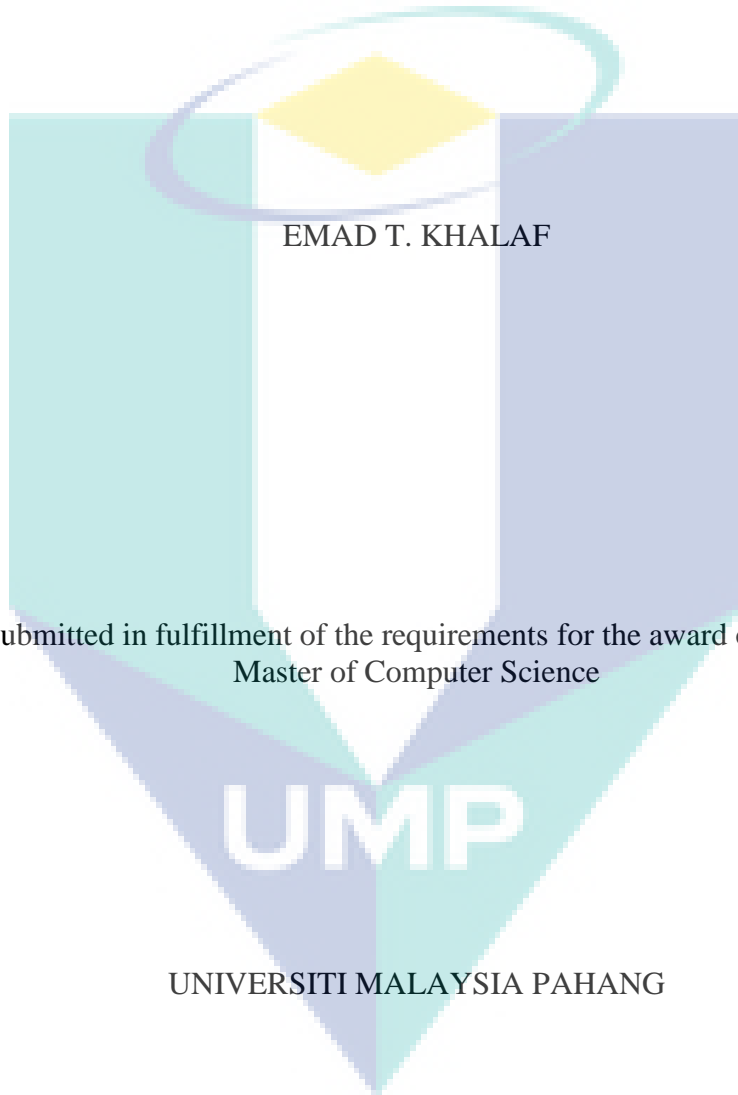 EMAD T. KHALAF
ubmitted in fulfillment of the requirements for the award
Master of Computer Science
UMP
UNIVERSITI MALAYSIA PAHANG